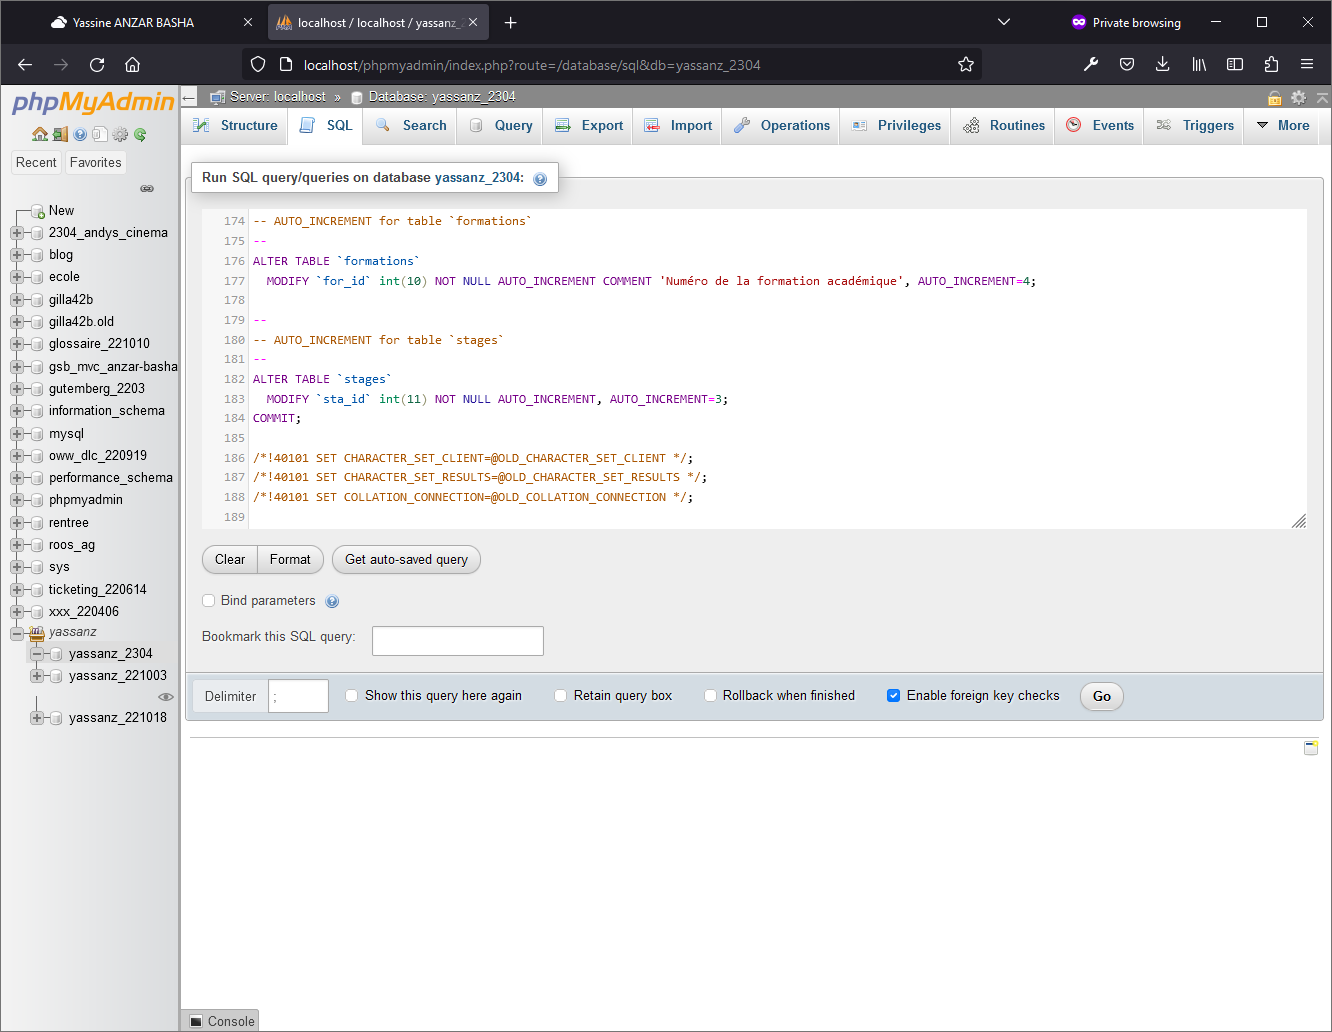 Yassine ANZAR BASHA
localhost / localhost / yassanz_2
Private browsing
localhost/phpmyadmin/index.php?route=/database/sql&db=yassanz_2304
phpMyAdmin
Recent
Favorites
New
2304_andys_cinema
blog
ecole
gilla42b
gilla42b.old
glossaire_221010
gsb_mvc_anzar-basha
gutemberg_2203
information_schema
mysql
oww_dlc_220919
performance_schema
phpmyadmin
rentree
roos_ag
sys
ticketing_220614
xxx_220406
yassanz
yassanz_2304
yassanz_221003
yassanz_221018
Server: localhost » Database: yassanz_2304
Structure
SQL
Search
Query
Export
Import
Operations
Privileges
Routines
Events
Triggers
More
Run SQL query/queries on database yassanz_2304:
174 -- AUTO_INCREMENT for table `formations`
175 --
176 ALTER TABLE `formations`
177 MODIFY `for_id` int(10) NOT NULL AUTO_INCREMENT COMMENT 'Numéro de la formation académique', AUTO_INCREMENT=4;
178
179 --
180 -- AUTO_INCREMENT for table `stages`
181 --
182 ALTER TABLE `stages`
183 MODIFY `sta_id` int(11) NOT NULL AUTO_INCREMENT, AUTO_INCREMENT=3;
184 COMMIT;
185
186 /*!40101 SET CHARACTER_SET_CLIENT=@OLD_CHARACTER_SET_CLIENT */;
187 /*!40101 SET CHARACTER_SET_RESULTS=@OLD_CHARACTER_SET_RESULTS */;
188 /*!40101 SET COLLATION_CONNECTION=@OLD_COLLATION_CONNECTION */;
189
Clear
Format
Get auto-saved query
Bind parameters
Bookmark this SQL query:
Delimiter
;
Show this query here again
Retain query box
Rollback when finished
Enable foreign key checks
Go
Console